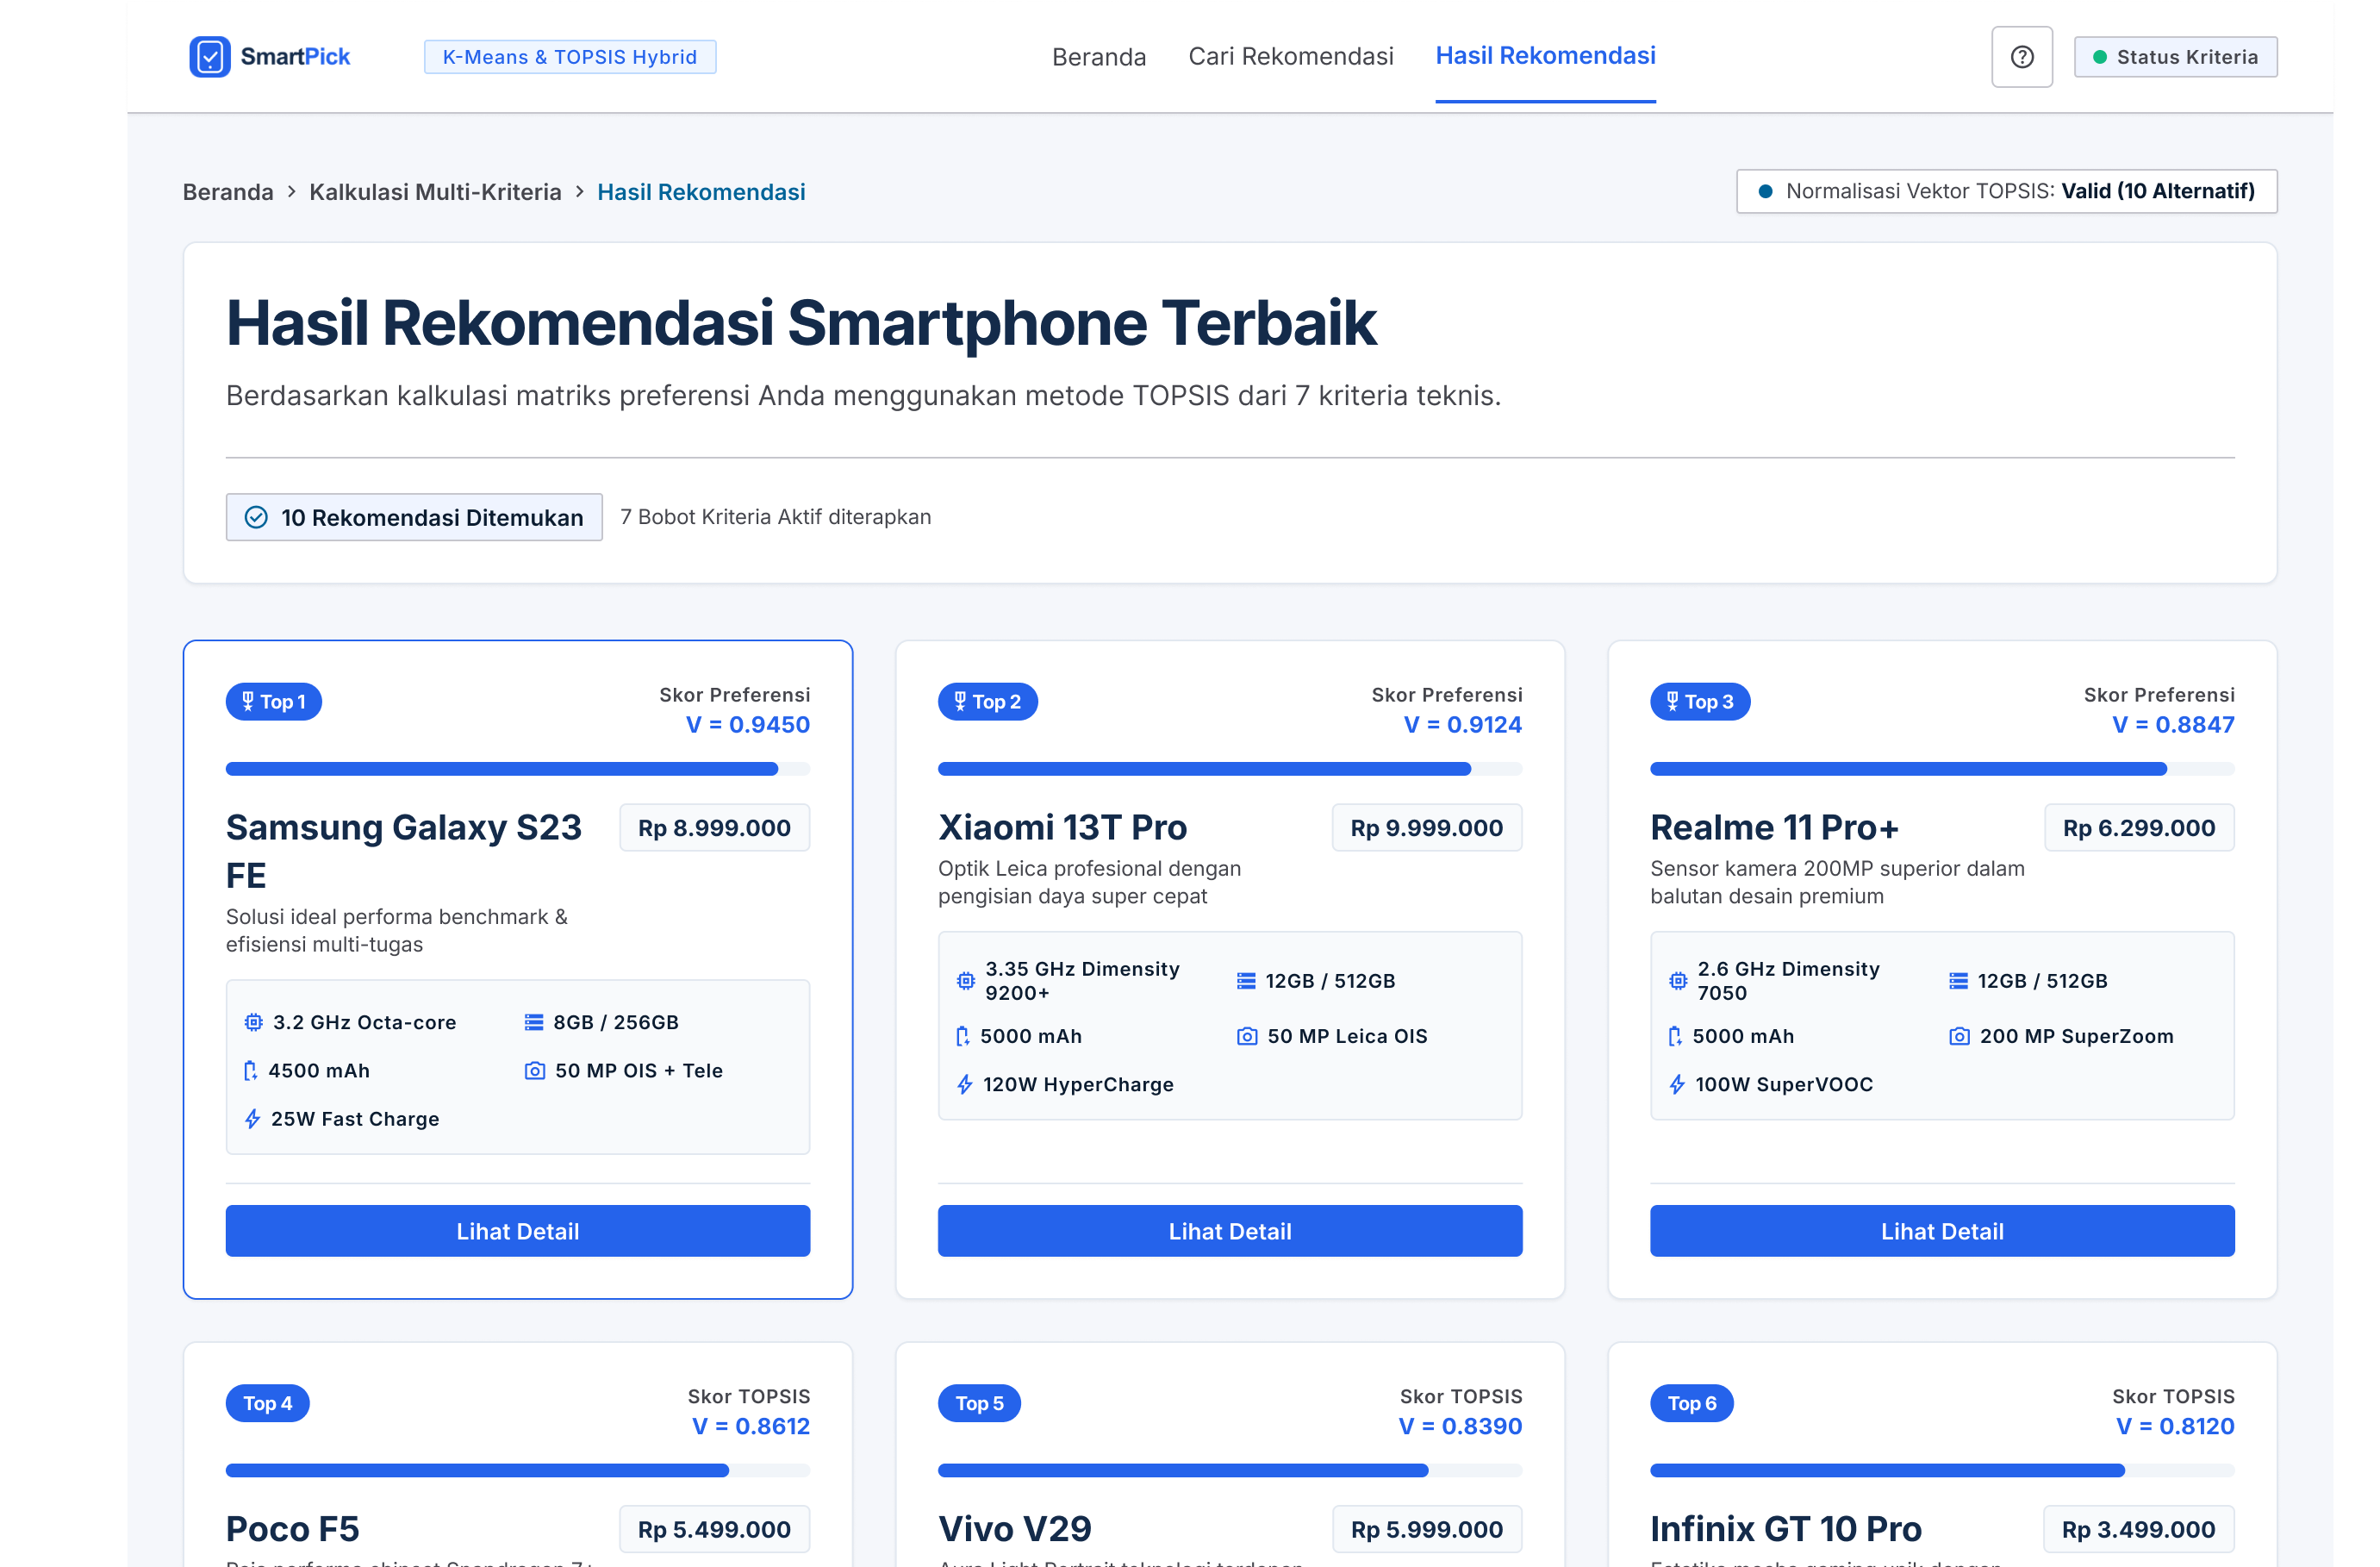 SmartPick
K-Means & TOPSIS Hybrid
Beranda
Cari Rekomendasi
Hasil Rekomendasi
Status Kriteria
Beranda > Kalkulasi Multi-Kriteria > Hasil Rekomendasi
Normalisasi Vektor TOPSIS: Valid (10 Alternatif)
Hasil Rekomendasi Smartphone Terbaik
Berdasarkan kalkulasi matriks preferensi Anda menggunakan metode TOPSIS dari 7 kriteria teknis.
10 Rekomendasi Ditemukan
7 Bobot Kriteria Aktif diterapkan
Top 1
Skor Preferensi
V = 0.9450
Samsung Galaxy S23
FE
Rp 8.999.000
Solusi ideal performa benchmark &
efisiensi multi-tugas
3.2 GHz Octa-core
8GB / 256GB
4500 mAh
50 MP OIS + Tele
25W Fast Charge
Lihat Detail
Top 2
Skor Preferensi
V = 0.9124
Xiaomi 13T Pro
Rp 9.999.000
Optik Leica profesional dengan
pengisian daya super cepat
3.35 GHz Dimensity
9200+
12GB / 512GB
5000 mAh
50 MP Leica OIS
120W HyperCharge
Lihat Detail
Top 3
Skor Preferensi
V = 0.8847
Realme 11 Pro+
Rp 6.299.000
Sensor kamera 200MP superior dalam
balutan desain premium
2.6 GHz Dimensity
7050
12GB / 512GB
5000 mAh
200 MP SuperZoom
100W SuperVOOC
Lihat Detail
Top 4
Skor TOPSIS
V = 0.8612
Poco F5
Rp 5.499.000
Top 5
Skor TOPSIS
V = 0.8390
Vivo V29
Rp 5.999.000
Top 6
Skor TOPSIS
V = 0.8120
Infinix GT 10 Pro
Rp 3.499.000